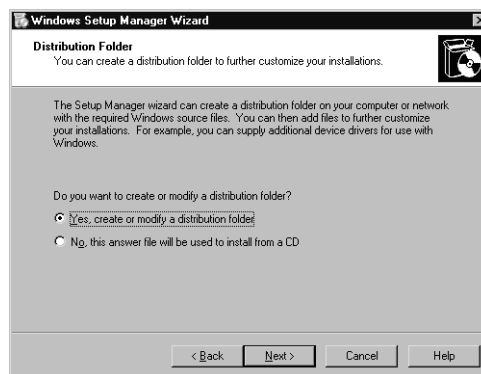 Windows Setup Manager Wizard
Distribution Folder
You can create a distribution folder to further customize your installations.
The Setup Manager wizard can create a distribution folder on your computer or network
with the required Windows source files. You can then add files to further customize
your installations. For example, you can supply additional device drivers for use with
Windows.
Do you want to create or modify a distribution folder?
Yes, create or modify a distribution folder
No, this answer file will be used to install from a CD
< Back Next > Cancel Help